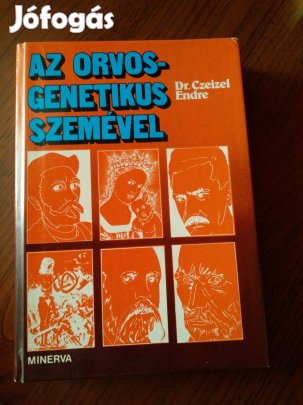 Jófogás
AZ ORVOS-
GENETIKUS
SZEMÉVEL
Dr. Czeizel
Endre
MINERVA